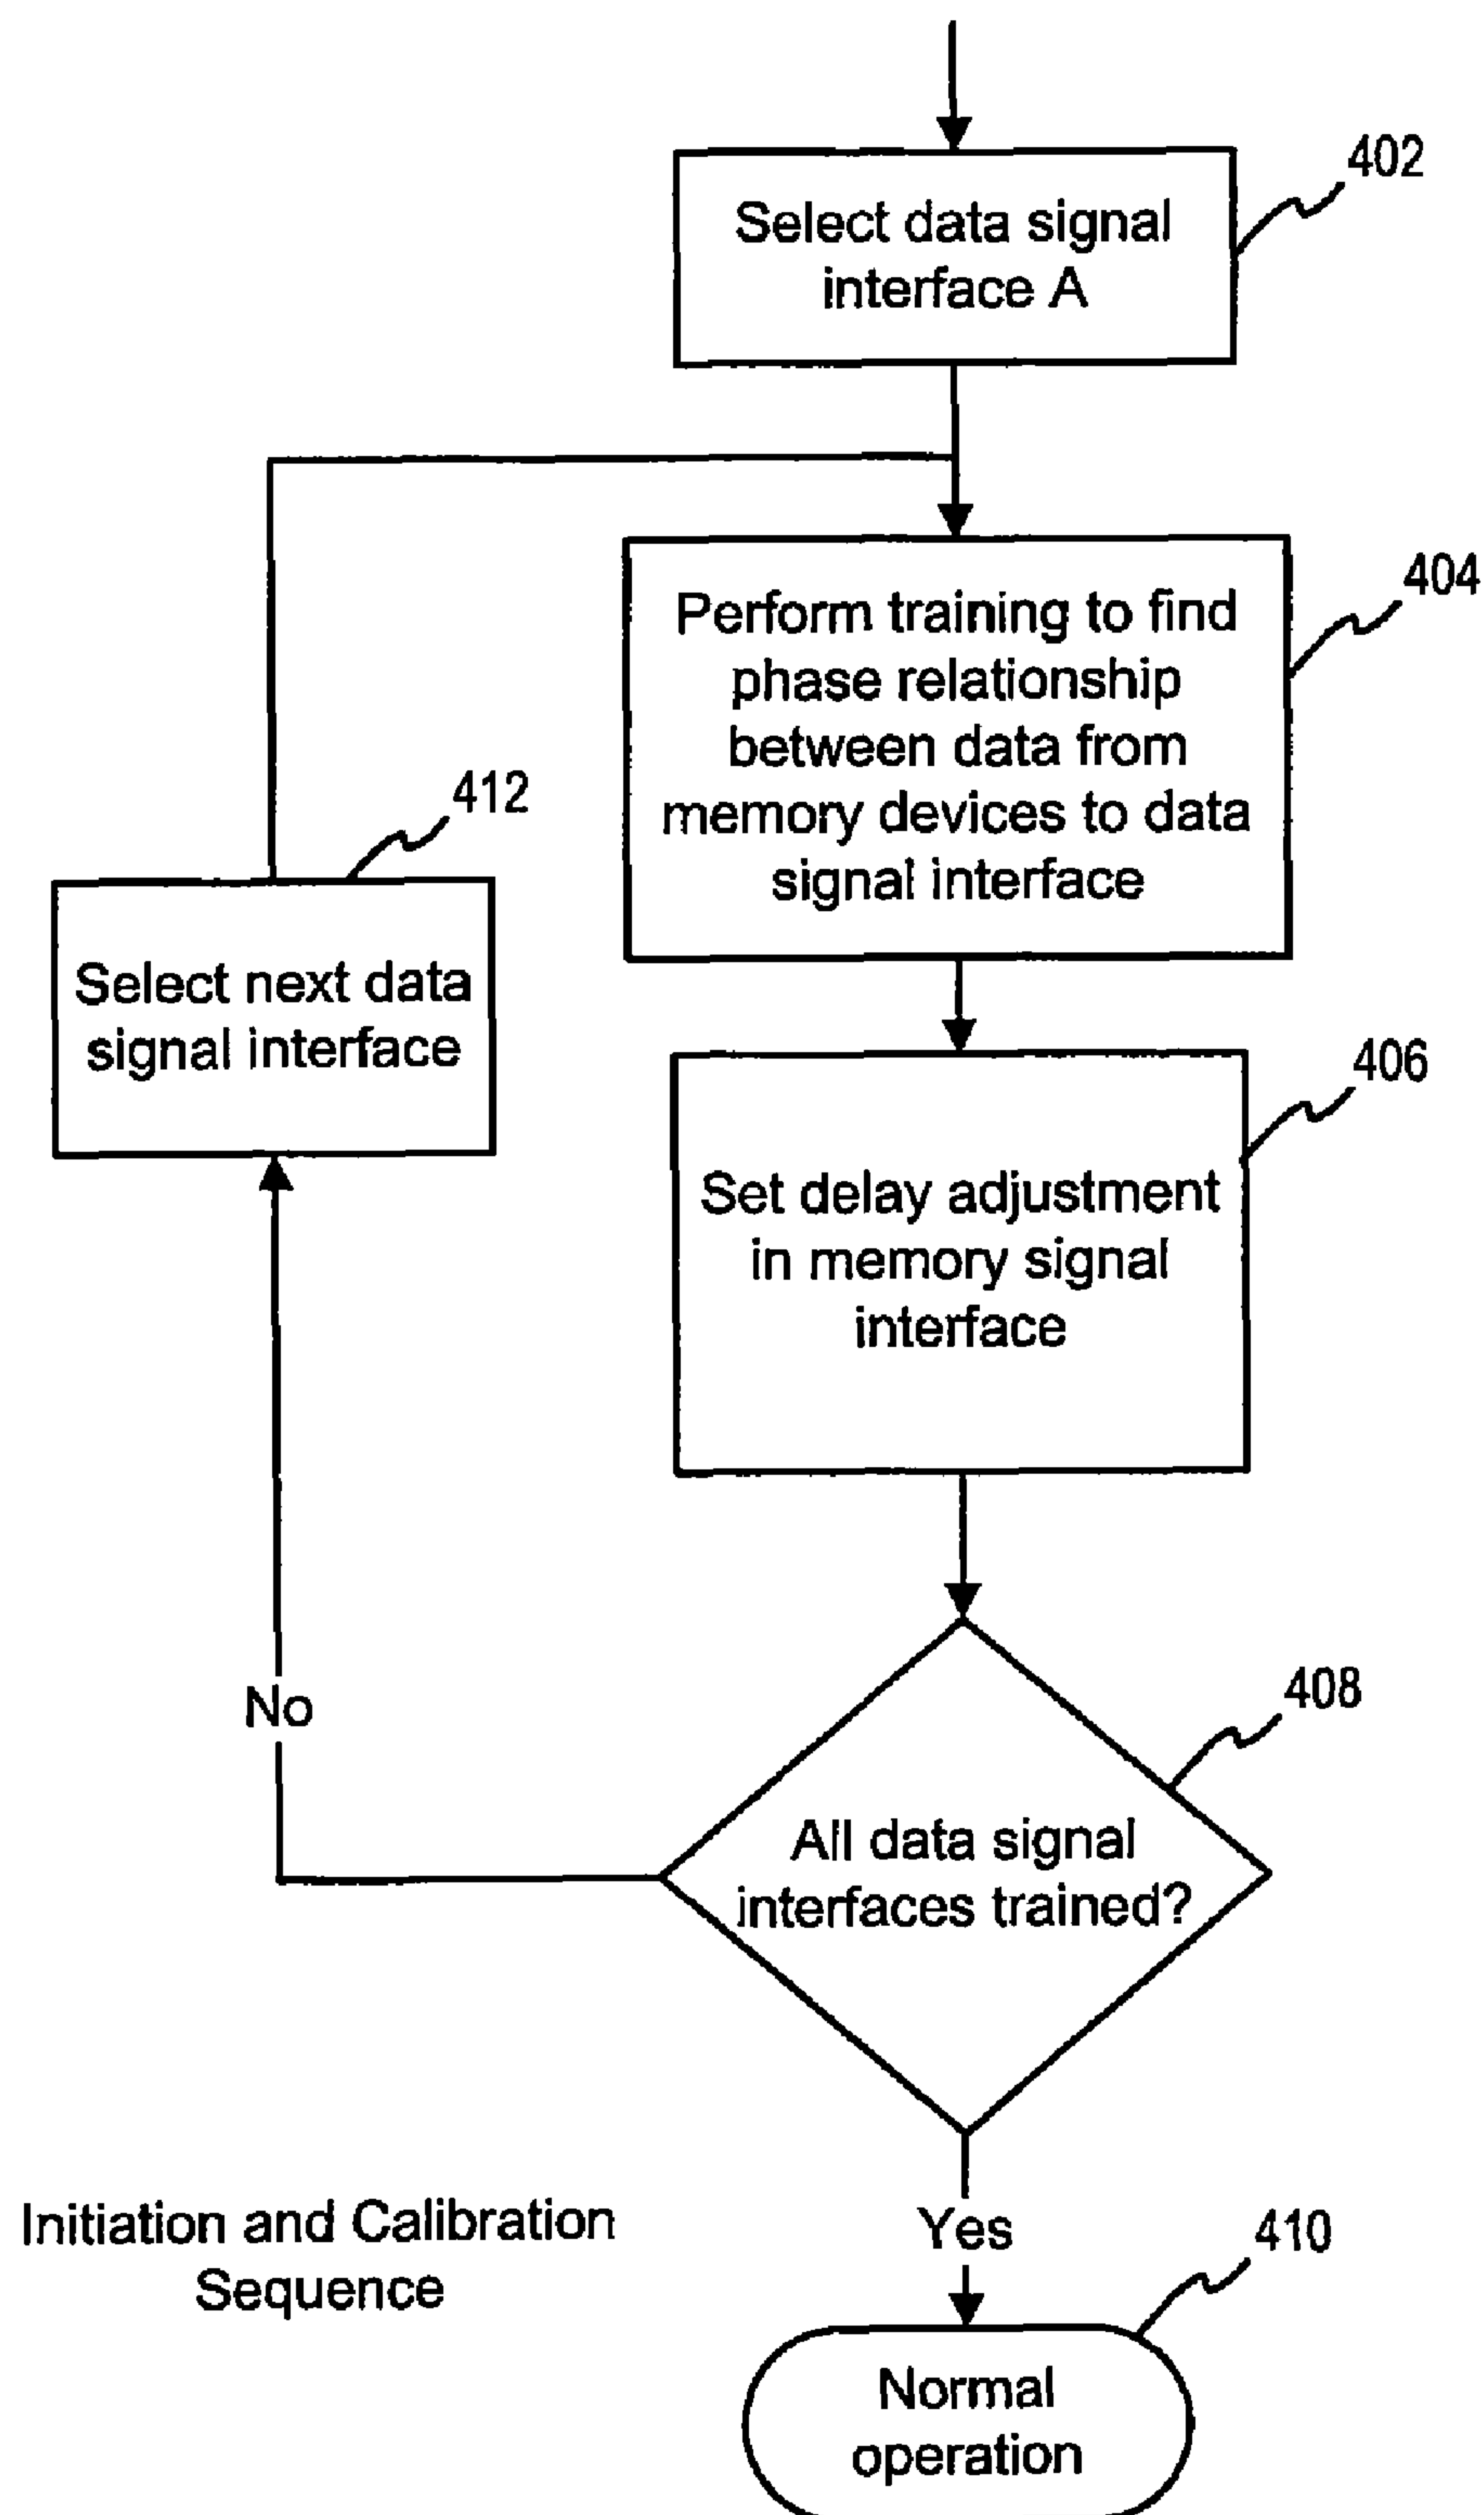 402
Select data signal
interface A
404
Perform training to find
phase relationship
between data from
memory devices to data
signal interface
412
Select next data
signal interface
406
Set delay adjustment
in memory signal
interface
No
408
All data signal
interfaces trained?
Initiation and Calibration
Sequence
Yes
410
Normal
operation